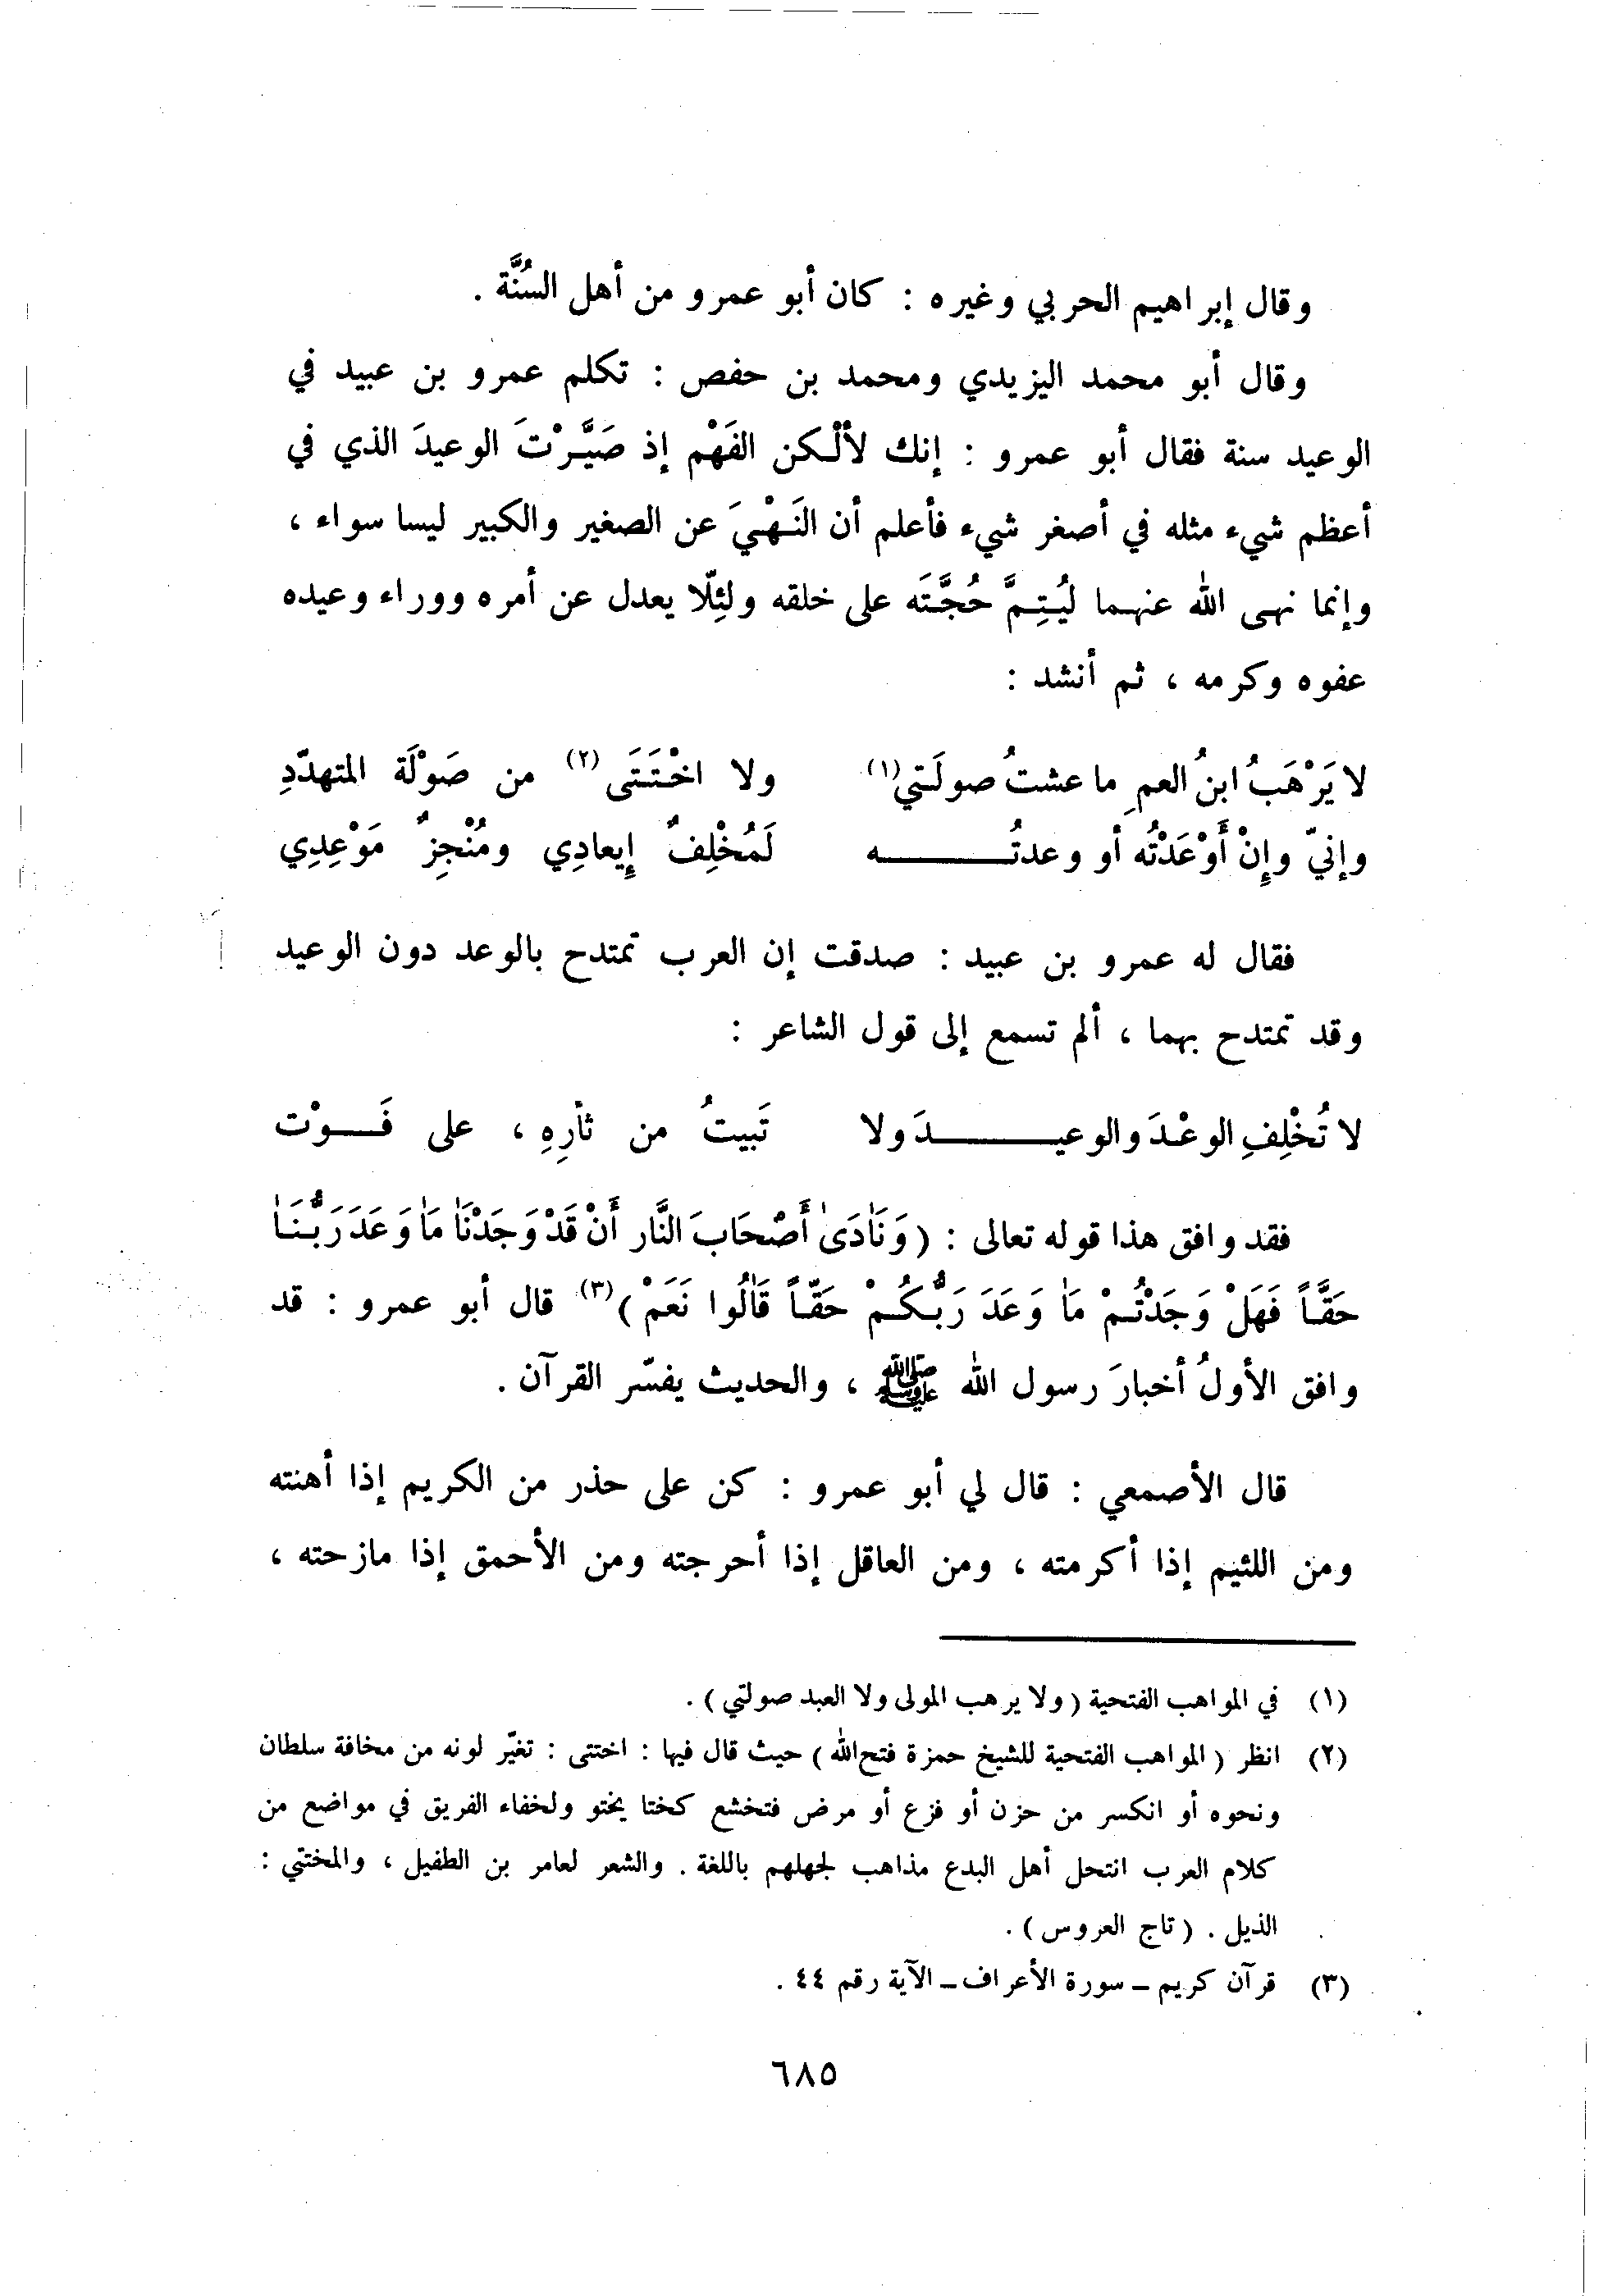 وقال إبراهيم الحربي وغيره : كان أبو عمرو من أهل السُنَّة .
وقال أبو محمد اليزيدي ومحمد بن حفص : تكلم عمرو بن عبيد في
الوعيد سنة فقال أبو عمرو : إنك لألْكن الفَهْم إذ صَيَّرْتَ الوعيدَ الذي في
أعظم شيء مثله في أصغر شيء فأعلم أن النَهْيَ عن الصغير والكبير ليسا سواء ،
وإنما نهى الله عنهما ليُتِمَّ حُجَّتَه على خلقه ولئِلّا يعدل عن أمره ووراء وعيده
عفوه وكرمه ، ثم أنشد :
لا يَرْهَبُ ابنُ العمِ ما عشتُ صولَتي(١) ولا اخْتَتَى(٢) من صَوْلَة المتهدّدِ
وإنيّ وإِنْ أَوْعَدْتُه أو وعدتُـــه لَمُخْلِفٌ إِيعادِي ومُنْجِزٌ مَوْعِدِي
فقال له عمرو بن عبيد : صدقت إن العرب تمتدح بالوعد دون الوعيد
وقد تمتدح بهما ، ألم تسمع إلى قول الشاعر :
لا تُخْلِفِ الوعْدَ والوعيـــدَ ولا تَبيتُ من ثأرِهِ ، على فَـــوْت
فقد وافق هذا قوله تعالى : ( وَنَادَىٰ أَصْحَابَ النَّار أَنْ قَدْ وَجَدْنَا مَا وَعَدَ رَبُّنَا
حَقَّاً فَهَلْ وَجَدْتُمْ مَا وَعَدَ رَبُّكُمْ حَقّاً قَالُوا نَعَمْ )(٣) قال أبو عمرو : قد
وافق الأولُ أخبارَ رسول الله ﷺ ، والحديث يفسّر القرآن .
قال الأصمعي : قال لي أبو عمرو : كن على حذر من الكريم إذا أهنته
ومن اللئيم إذا أكرمته ، ومن العاقل إذا أحرجته ومن الأحمق إذا مازحته ،
(١) في المواهب الفتحية ( ولا يرهب المولى ولا العبد صولتي ) .
(٢) انظر ( المواهب الفتحية للشيخ حمزة فتح الله ) حيث قال فيها : اختتى : تغيّر لونه من مخافة سلطان
ونحوه أو انكسر من حزن أو فزع أو مرض فتخشع كختا يختو ولخفاء الفريق في مواضع من
كلام العرب انتحل أهل البدع مذاهب لجهلهم باللغة . والشعر لعامر بن الطفيل ، والمختتي :
الذيل . ( تاج العروس ) .
(٣) قرآن كريم – سورة الأعراف – الآية رقم ٤٤ .
٦٨٥